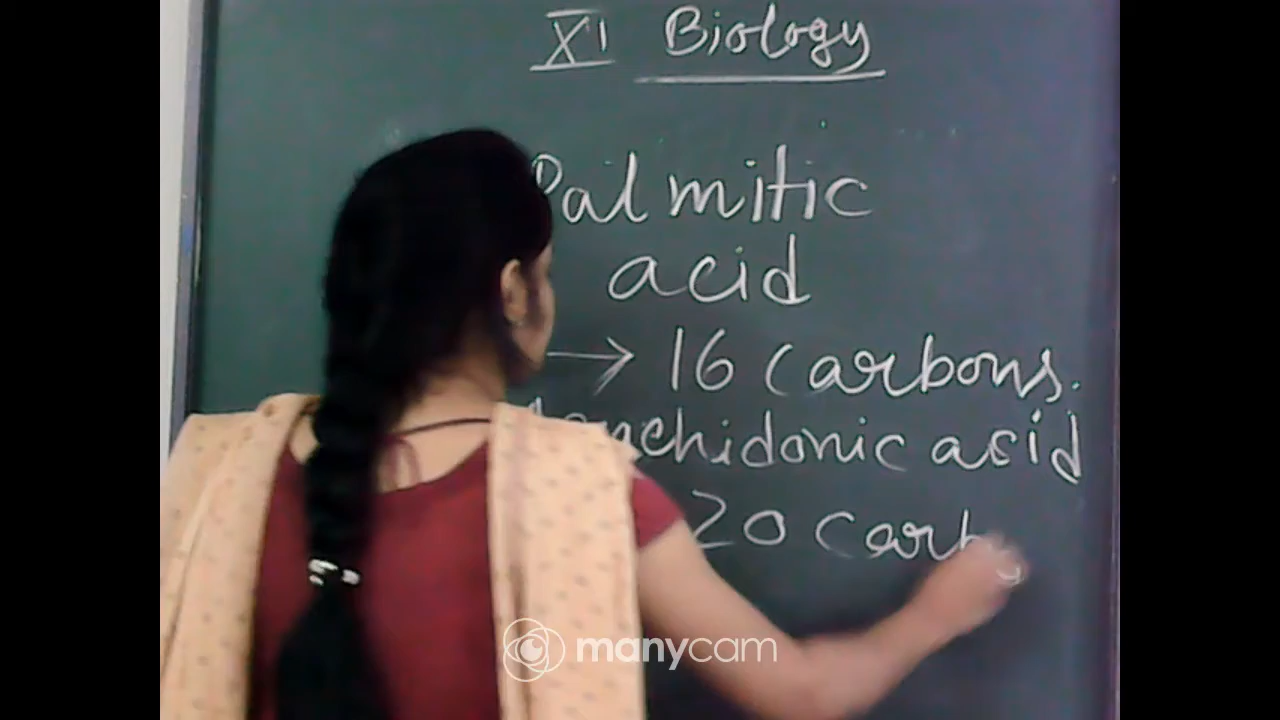 XI Biology
Palmitic
acid
→ 16 carbons.
Arachidonic acid
20 carb
manycam